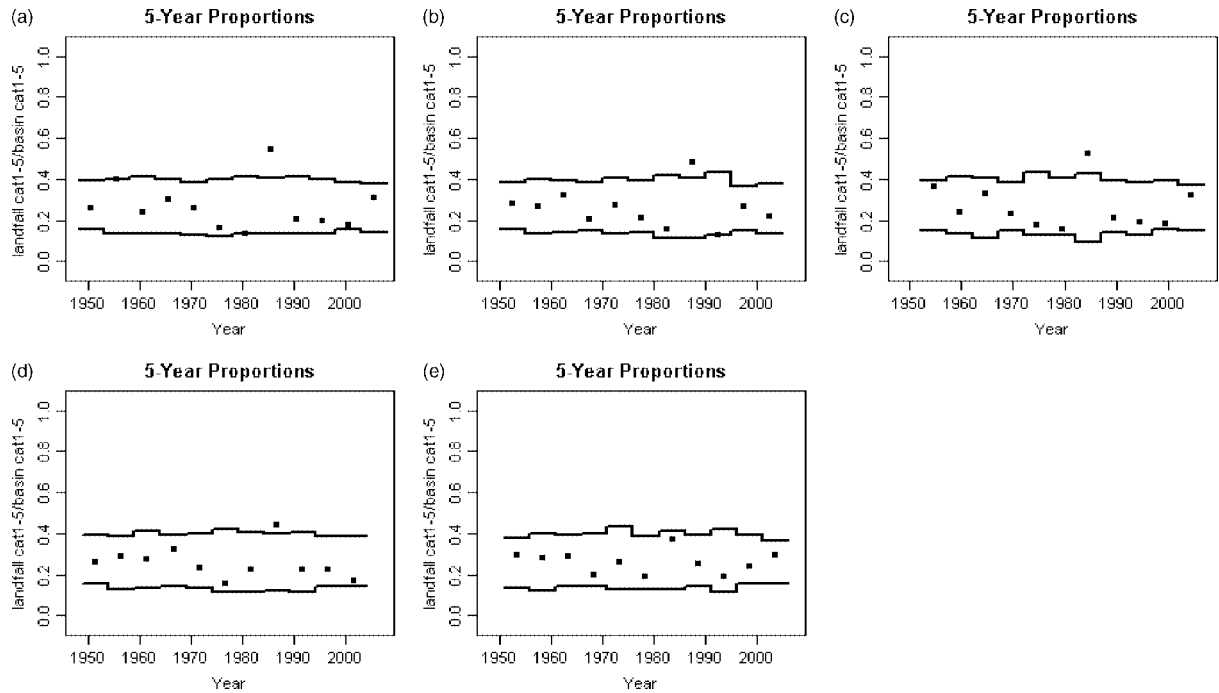 (a)
5-Year Proportions
landfall cat1-5/basin cat1-5
0.0 0.2 0.4 0.6 0.8 1.0
1950 1960 1970 1980 1990 2000
Year
(b)
5-Year Proportions
landfall cat1-5/basin cat1-5
0.0 0.2 0.4 0.6 0.8 1.0
1950 1960 1970 1980 1990 2000
Year
(c)
5-Year Proportions
landfall cat1-5/basin cat1-5
0.0 0.2 0.4 0.6 0.8 1.0
1950 1960 1970 1980 1990 2000
Year
(d)
5-Year Proportions
landfall cat1-5/basin cat1-5
0.0 0.2 0.4 0.6 0.8 1.0
1950 1960 1970 1980 1990 2000
Year
(e)
5-Year Proportions
landfall cat1-5/basin cat1-5
0.0 0.2 0.4 0.6 0.8 1.0
1950 1960 1970 1980 1990 2000
Year